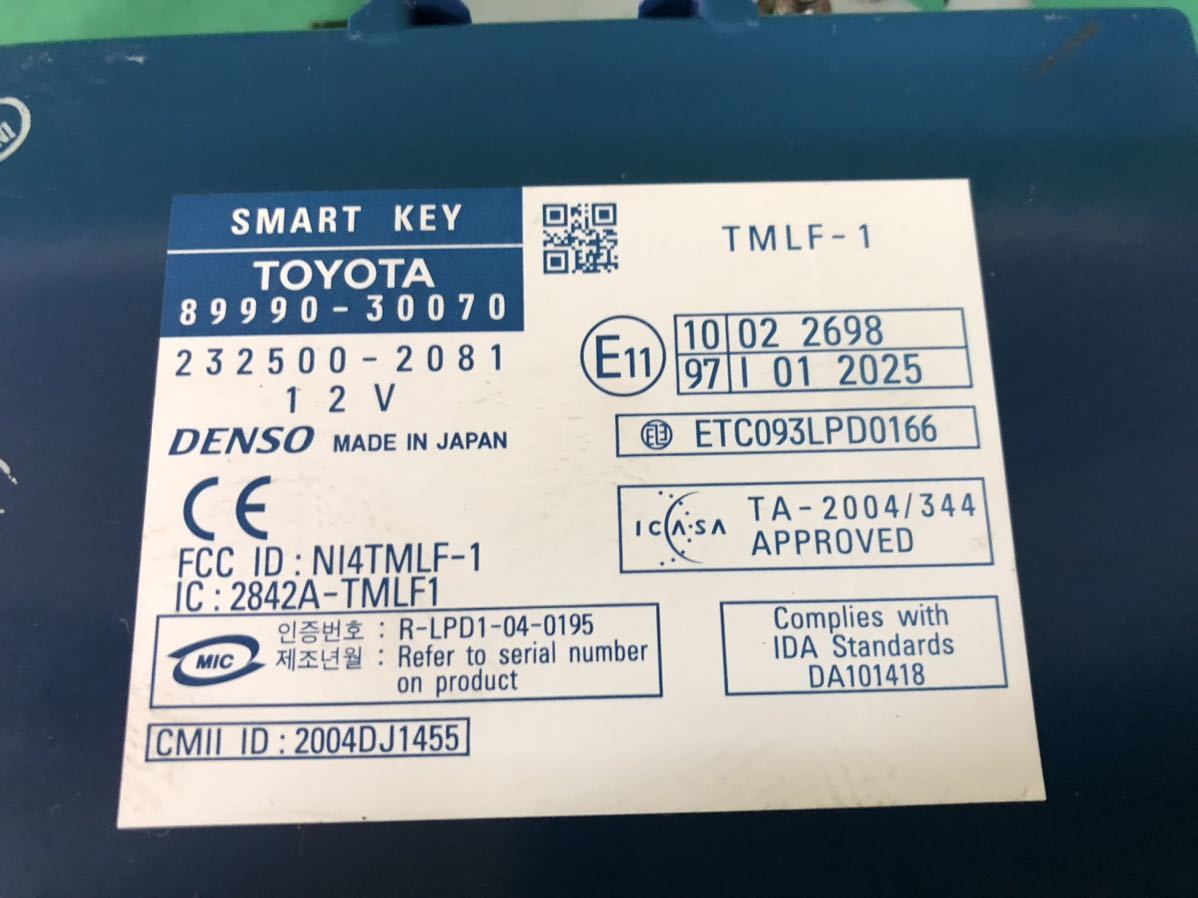 SMART KEY
TOYOTA
89990-30070
232500-2081
12V
DENSO MADE IN JAPAN
CE
FCC ID : NI4TMLF-1
IC : 2842A-TMLF1
MIC
인증번호 : R-LPD1-04-0195
제조년월 : Refer to serial number
on product
CMII ID : 2004DJ1455
TMLF-1
E11
10 02 2698
97 I 01 2025
ETC093LPD0166
ICASA
TA-2004/344
APPROVED
Complies with
IDA Standards
DA101418